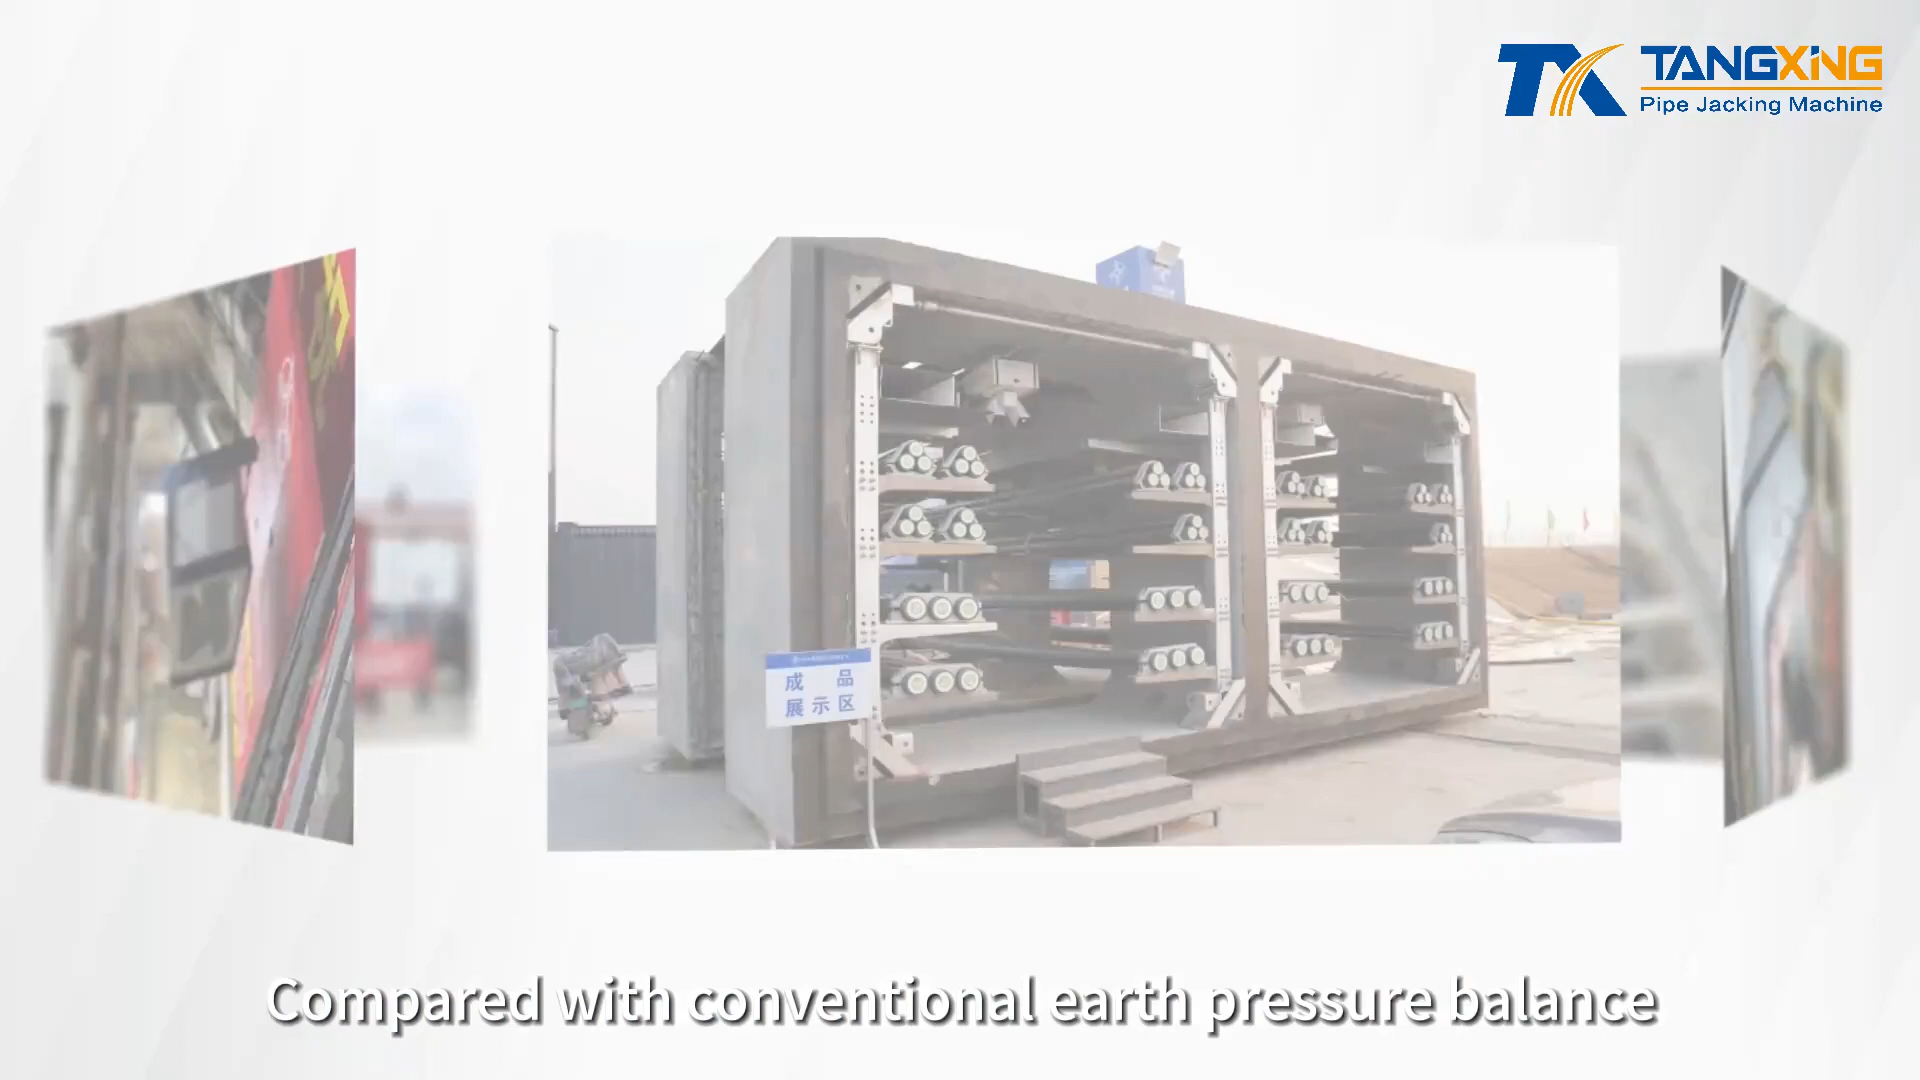 TANGXING
Pipe Jacking Machine
成品
展示区
Compared with conventional earth pressure balance